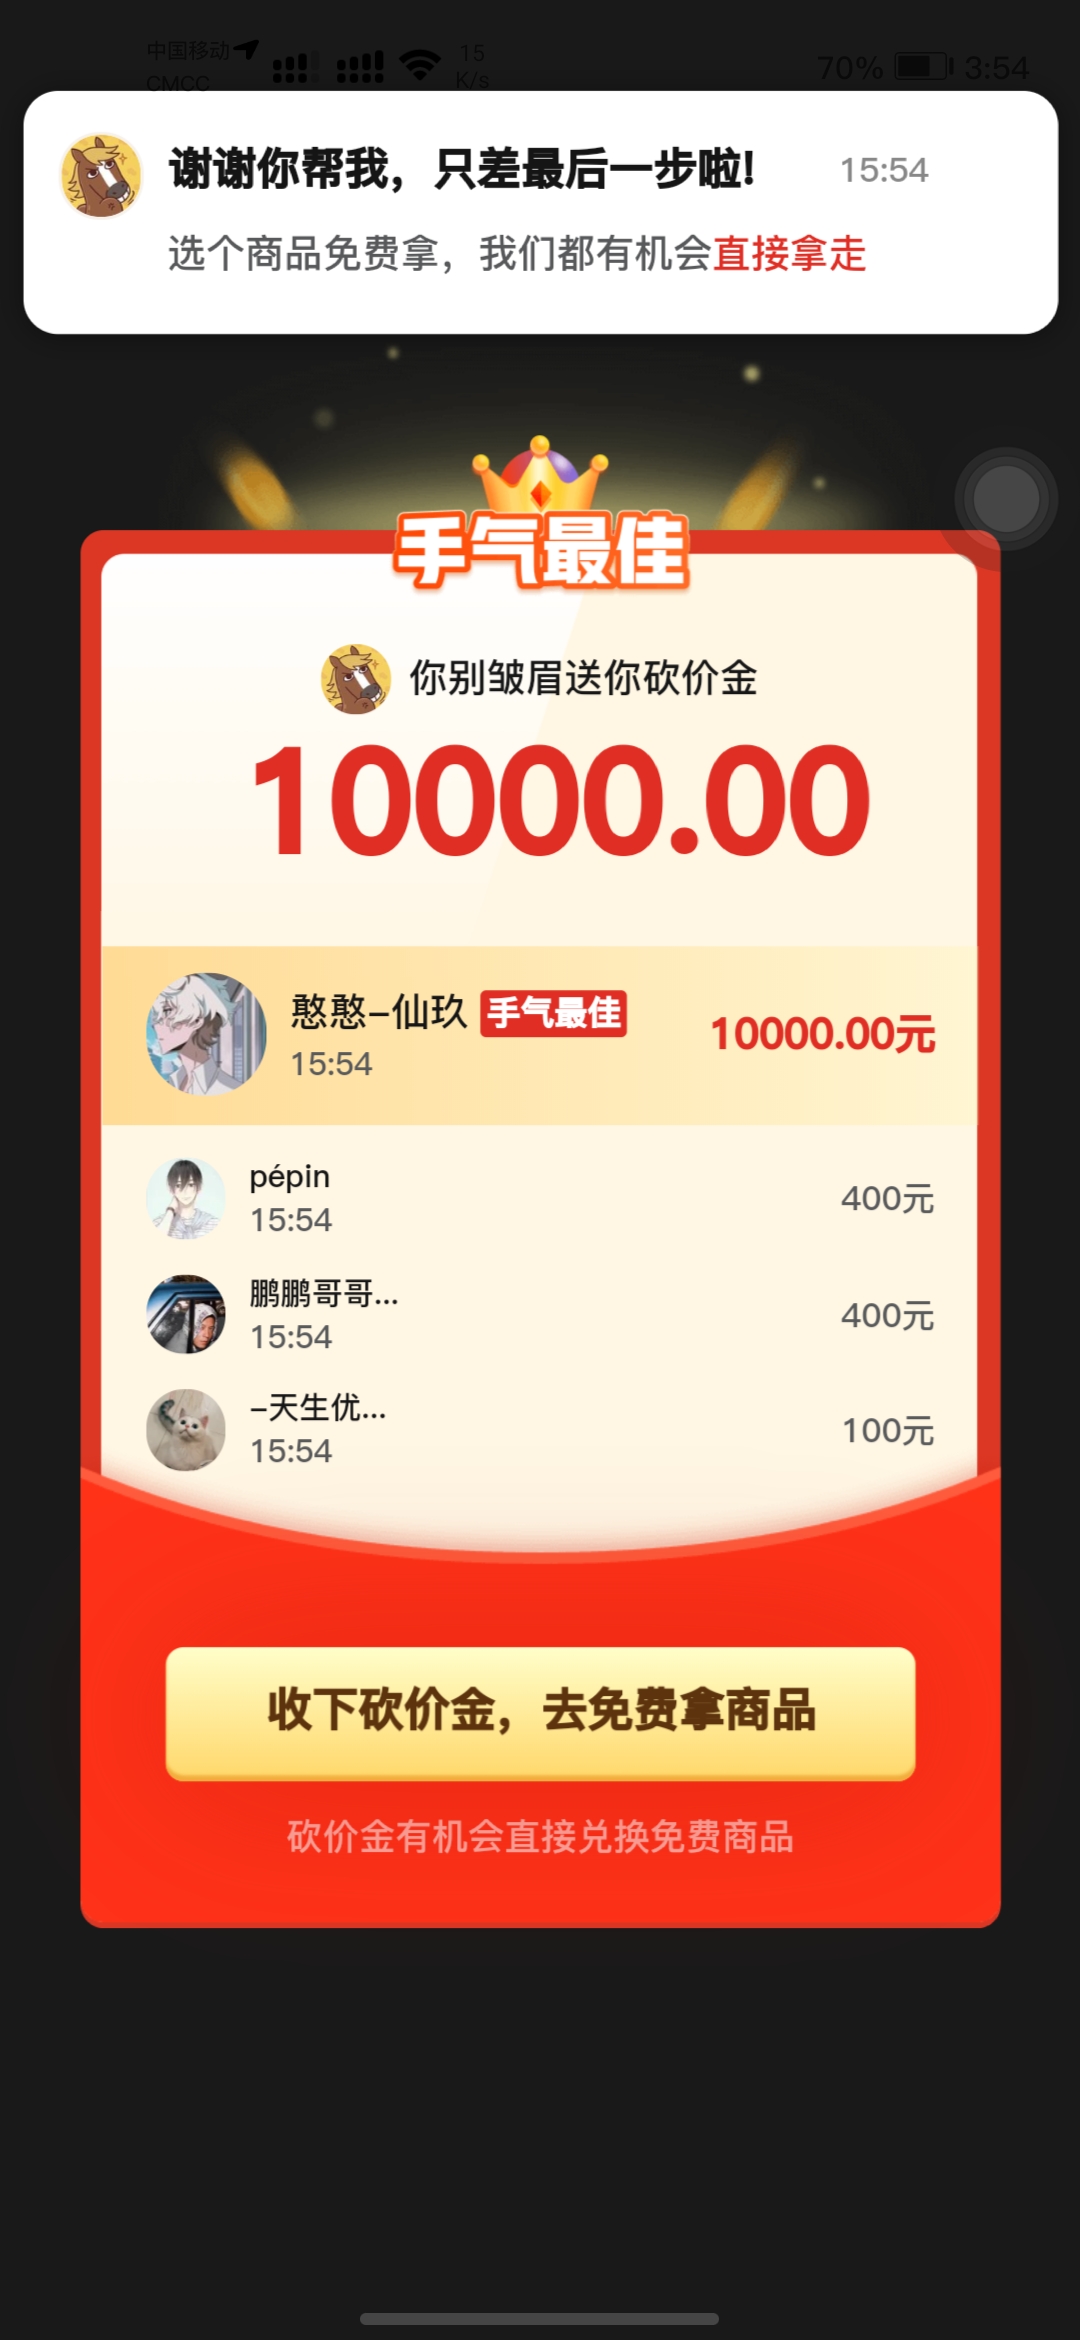 中国移动
CMCC
15
K/s
70%
3:54
谢谢你帮我，只差最后一步啦!
15:54
选个商品免费拿，我们都有机会直接拿走
手气最佳
你别皱眉送你砍价金
10000.00
憨憨–仙玖 手气最佳
15:54
10000.00元
pépin
15:54
400元
鹏鹏哥哥...
15:54
400元
–天生优...
15:54
100元
收下砍价金，去免费拿商品
砍价金有机会直接兑换免费商品